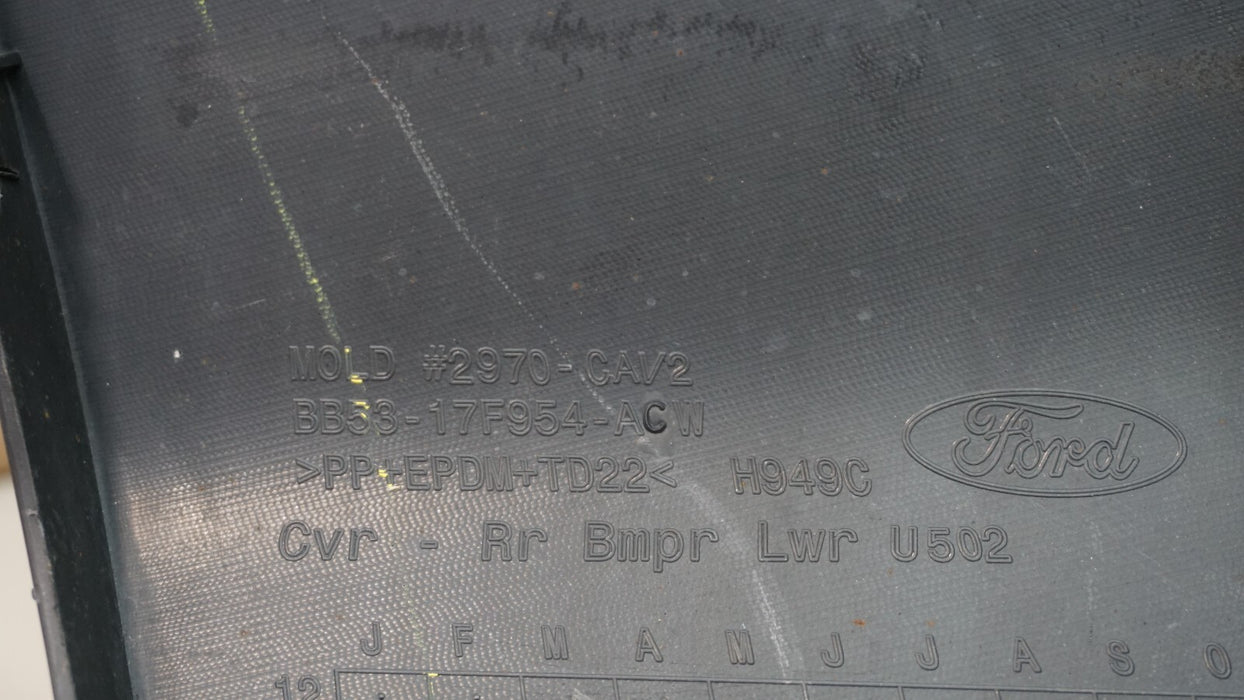 MOLD #2970-CAV2
BB53-17F954-ACW
>PP+EPDM+TD22< H949C
Ford
Cvr - Rr Bmpr Lwr U502
J F M A M J J A S O
12